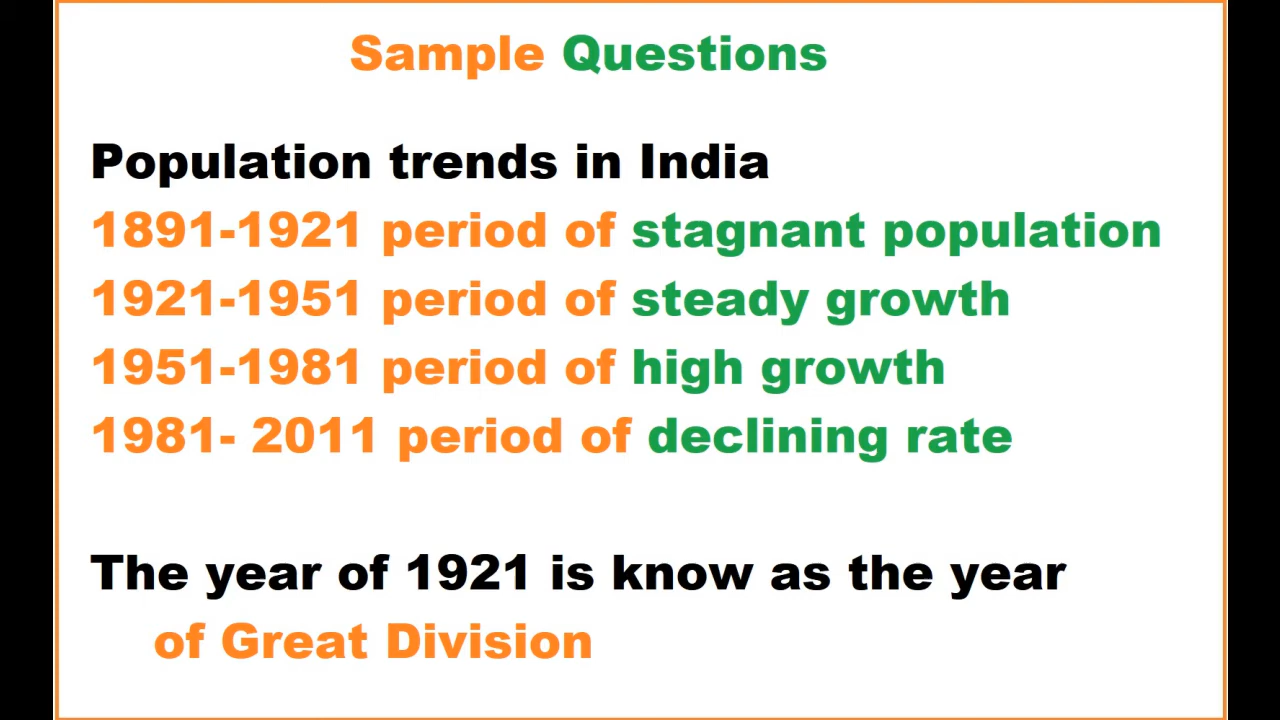 Sample Questions
Population trends in India
1891-1921 period of stagnant population
1921-1951 period of steady growth
1951-1981 period of high growth
1981- 2011 period of declining rate
The year of 1921 is know as the year
of Great Division